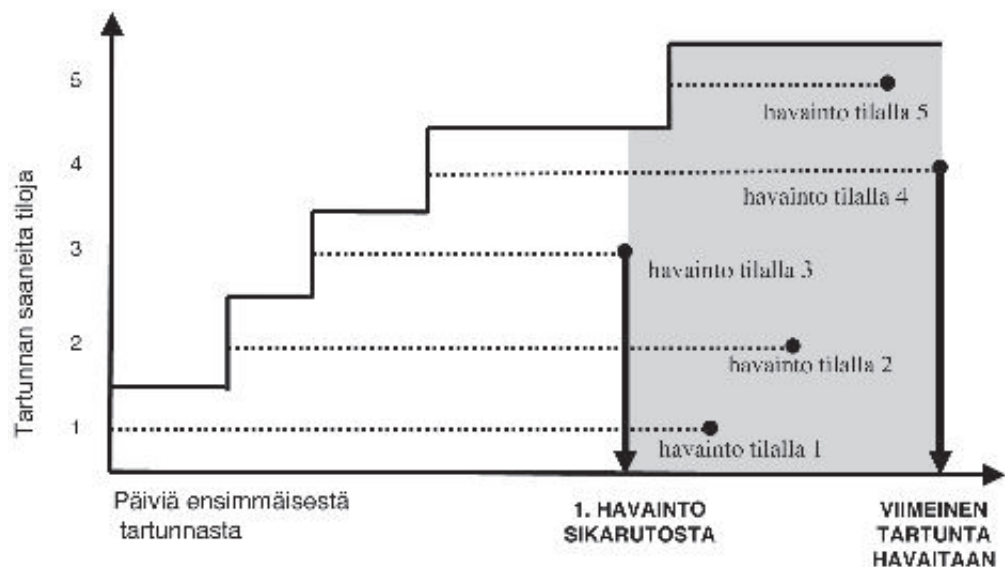 Tartunnan saaneita tiloja
5
4
3
2
1
havainto tilalla 5
havainto tilalla 4
havainto tilalla 3
havainto tilalla 2
havainto tilalla 1
Päiviä ensimmäisestä
tartunnasta
1. HAVAINTO
SIKARUTOSTA
VIIMEINEN
TARTUNTA
HAVAITAAN